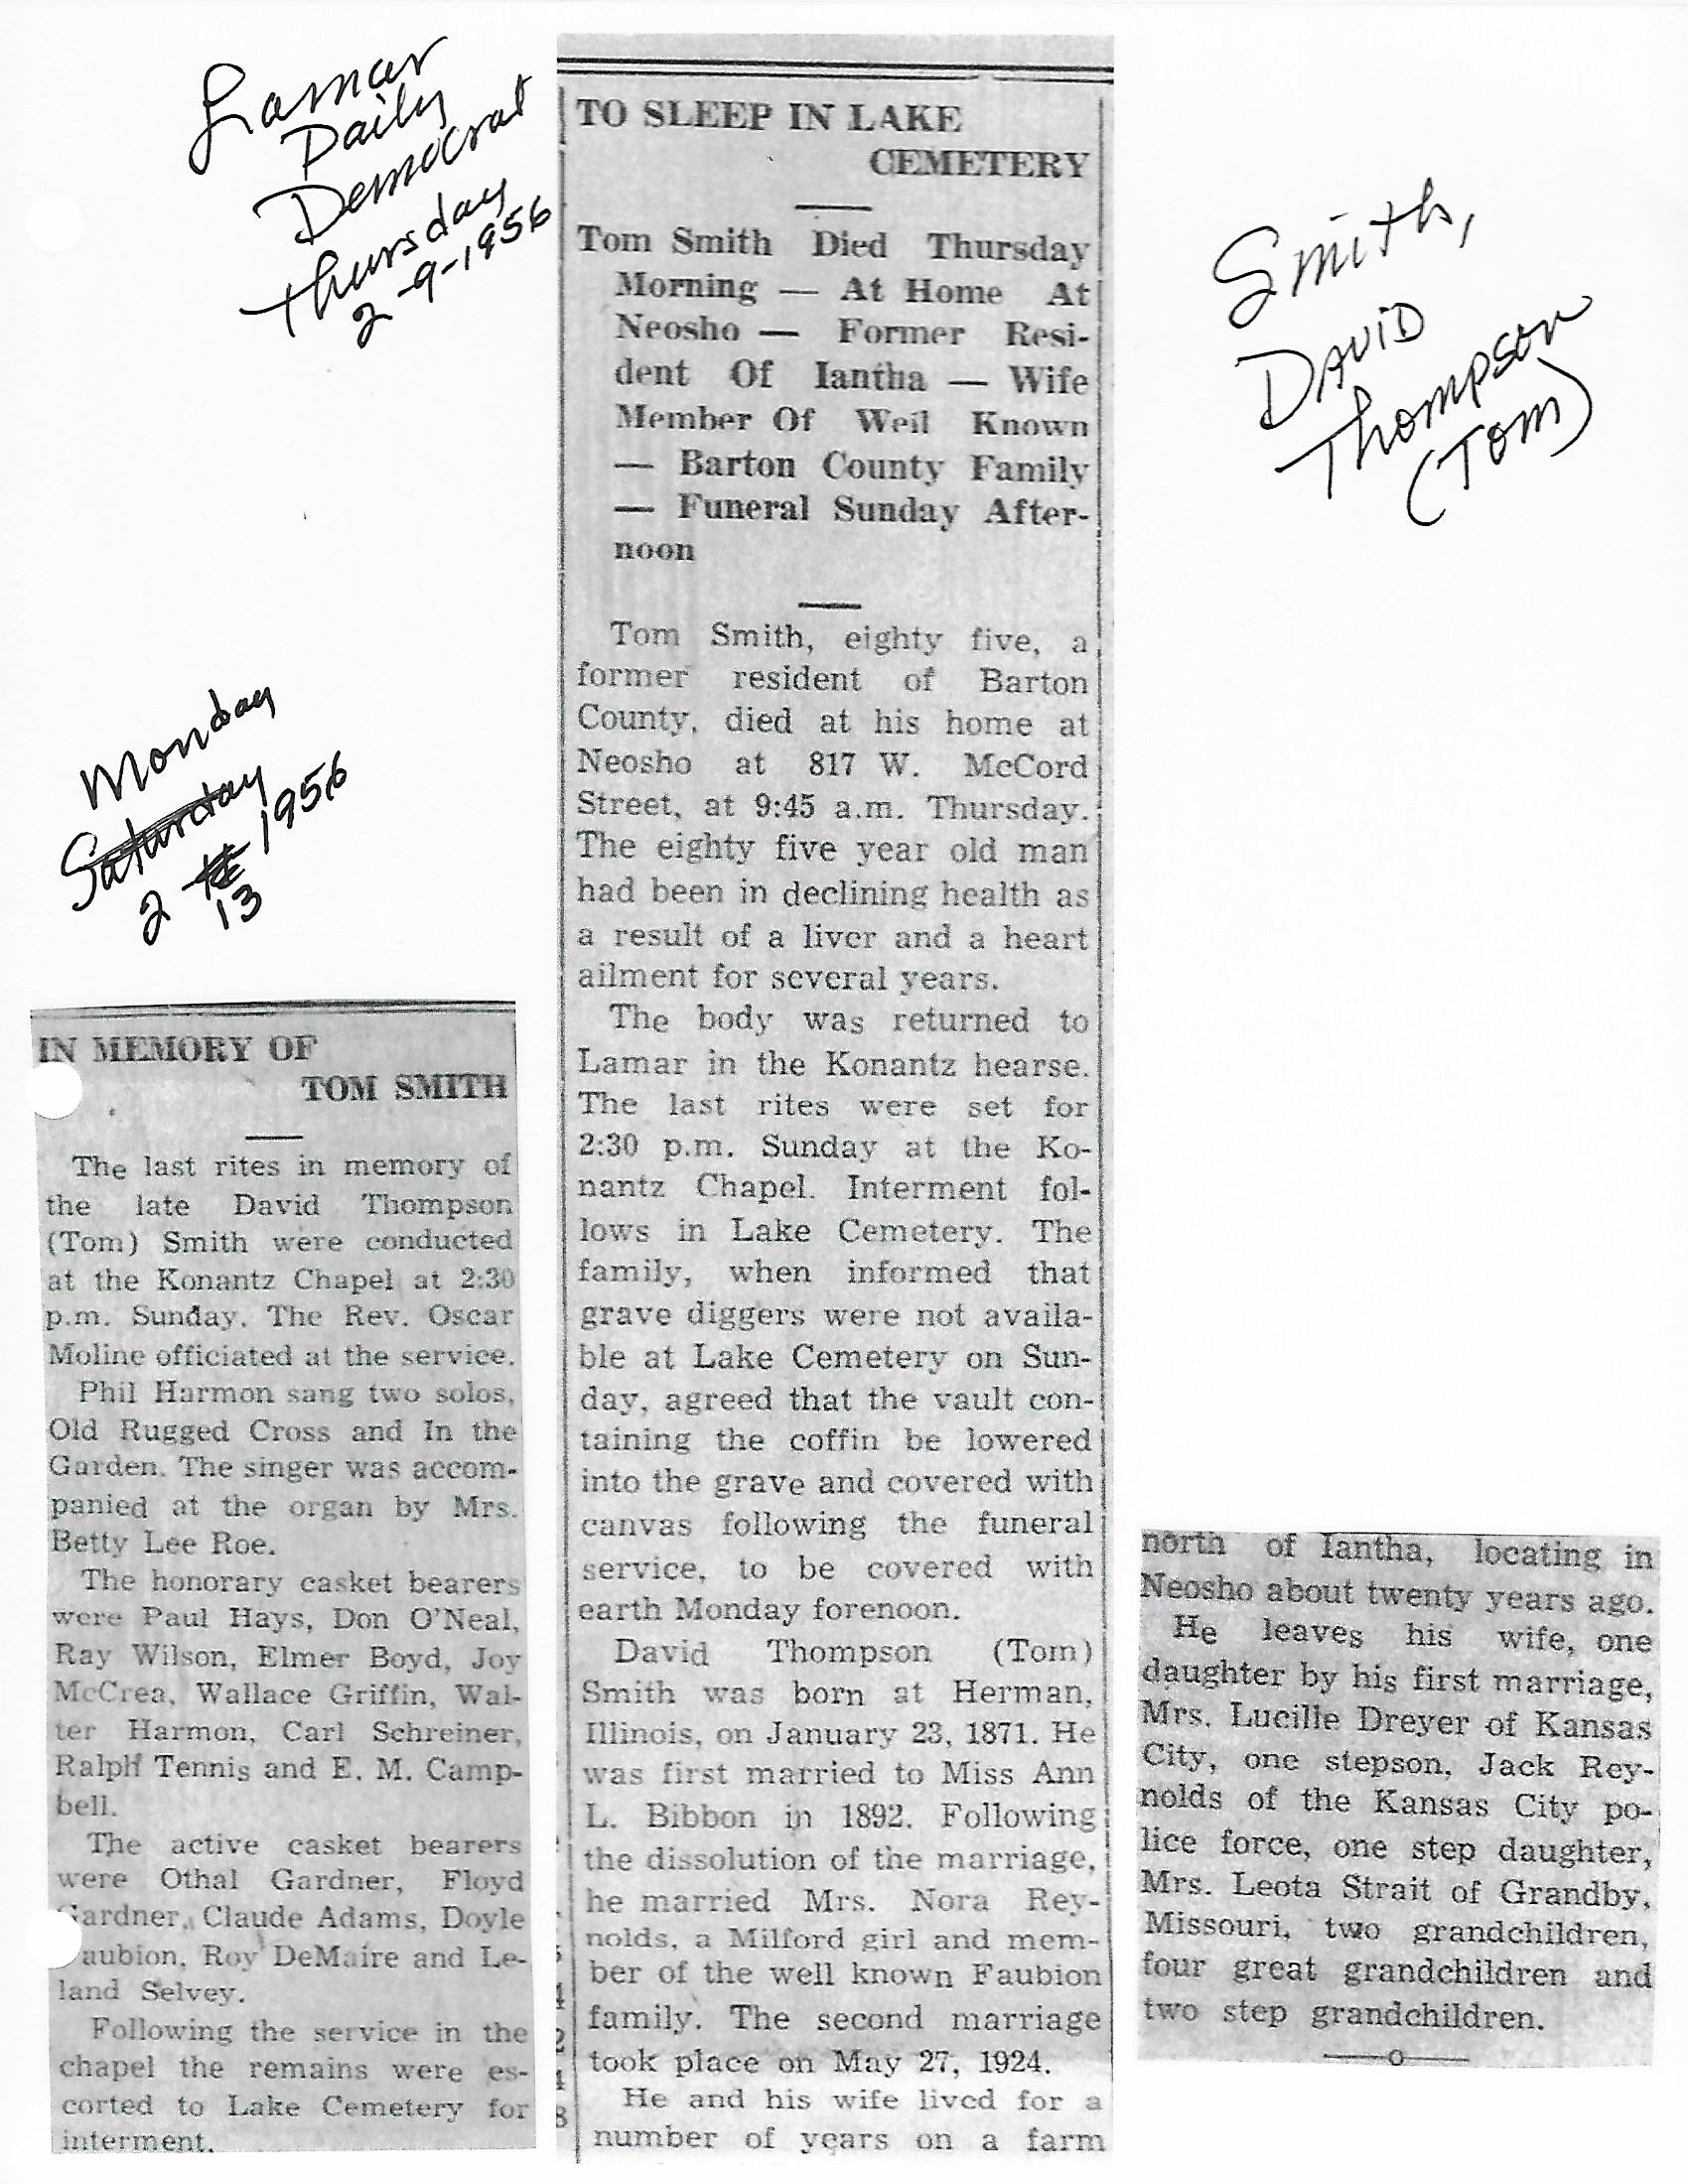 Lamar
Daily
Democrat
Thursday
2-9-1956
Smith,
DAVID
Thompson
(Tom)
TO SLEEP IN LAKE
CEMETERY
Tom Smith Died Thursday
Morning — At Home At
Neosho — Former Resi-
dent Of Iantha — Wife
Member Of Well Known
— Barton County Family
— Funeral Sunday After-
noon
Tom Smith, eighty five, a
former resident of Barton
County, died at his home at
Neosho at 817 W. McCord
Street, at 9:45 a.m. Thursday.
The eighty five year old man
had been in declining health as
a result of a liver and a heart
ailment for several years.
The body was returned to
Lamar in the Konantz hearse.
The last rites were set for
2:30 p.m. Sunday at the Ko-
nantz Chapel. Interment fol-
lows in Lake Cemetery. The
family, when informed that
grave diggers were not availa-
ble at Lake Cemetery on Sun-
day, agreed that the vault con-
taining the coffin be lowered
into the grave and covered with
canvas following the funeral
service, to be covered with
earth Monday forenoon.
David Thompson (Tom)
Smith was born at Herman,
Illinois, on January 23, 1871. He
was first married to Miss Ann
L. Bibbon in 1892. Following
the dissolution of the marriage,
he married Mrs. Nora Rey-
nolds, a Milford girl and mem-
ber of the well known Faubion
family. The second marriage
took place on May 27, 1924.
He and his wife lived for a
number of years on a farm
north of Iantha, locating in
Neosho about twenty years ago.
He leaves his wife, one
daughter by his first marriage,
Mrs. Lucille Dreyer of Kansas
City, one stepson, Jack Rey-
nolds of the Kansas City po-
lice force, one step daughter,
Mrs. Leota Strait of Grandby,
Missouri, two grandchildren,
four great grandchildren and
two step grandchildren.
Monday
Saturday
2 - 1956
13
IN MEMORY OF
TOM SMITH
The last rites in memory of
the late David Thompson
(Tom) Smith were conducted
at the Konantz Chapel at 2:30
p.m. Sunday. The Rev. Oscar
Moline officiated at the service.
Phil Harmon sang two solos,
Old Rugged Cross and In the
Garden. The singer was accom-
panied at the organ by Mrs.
Betty Lee Roe.
The honorary casket bearers
were Paul Hays, Don O'Neal,
Ray Wilson, Elmer Boyd, Joy
McCrea, Wallace Griffin, Wal-
ter Harmon, Carl Schreiner,
Ralph Tennis and E. M. Camp-
bell.
The active casket bearers
were Othal Gardner, Floyd
Gardner, Claude Adams, Doyle
aubion, Roy DeMaire and Le-
land Selvey.
Following the service in the
chapel the remains were es-
corted to Lake Cemetery for
interment.